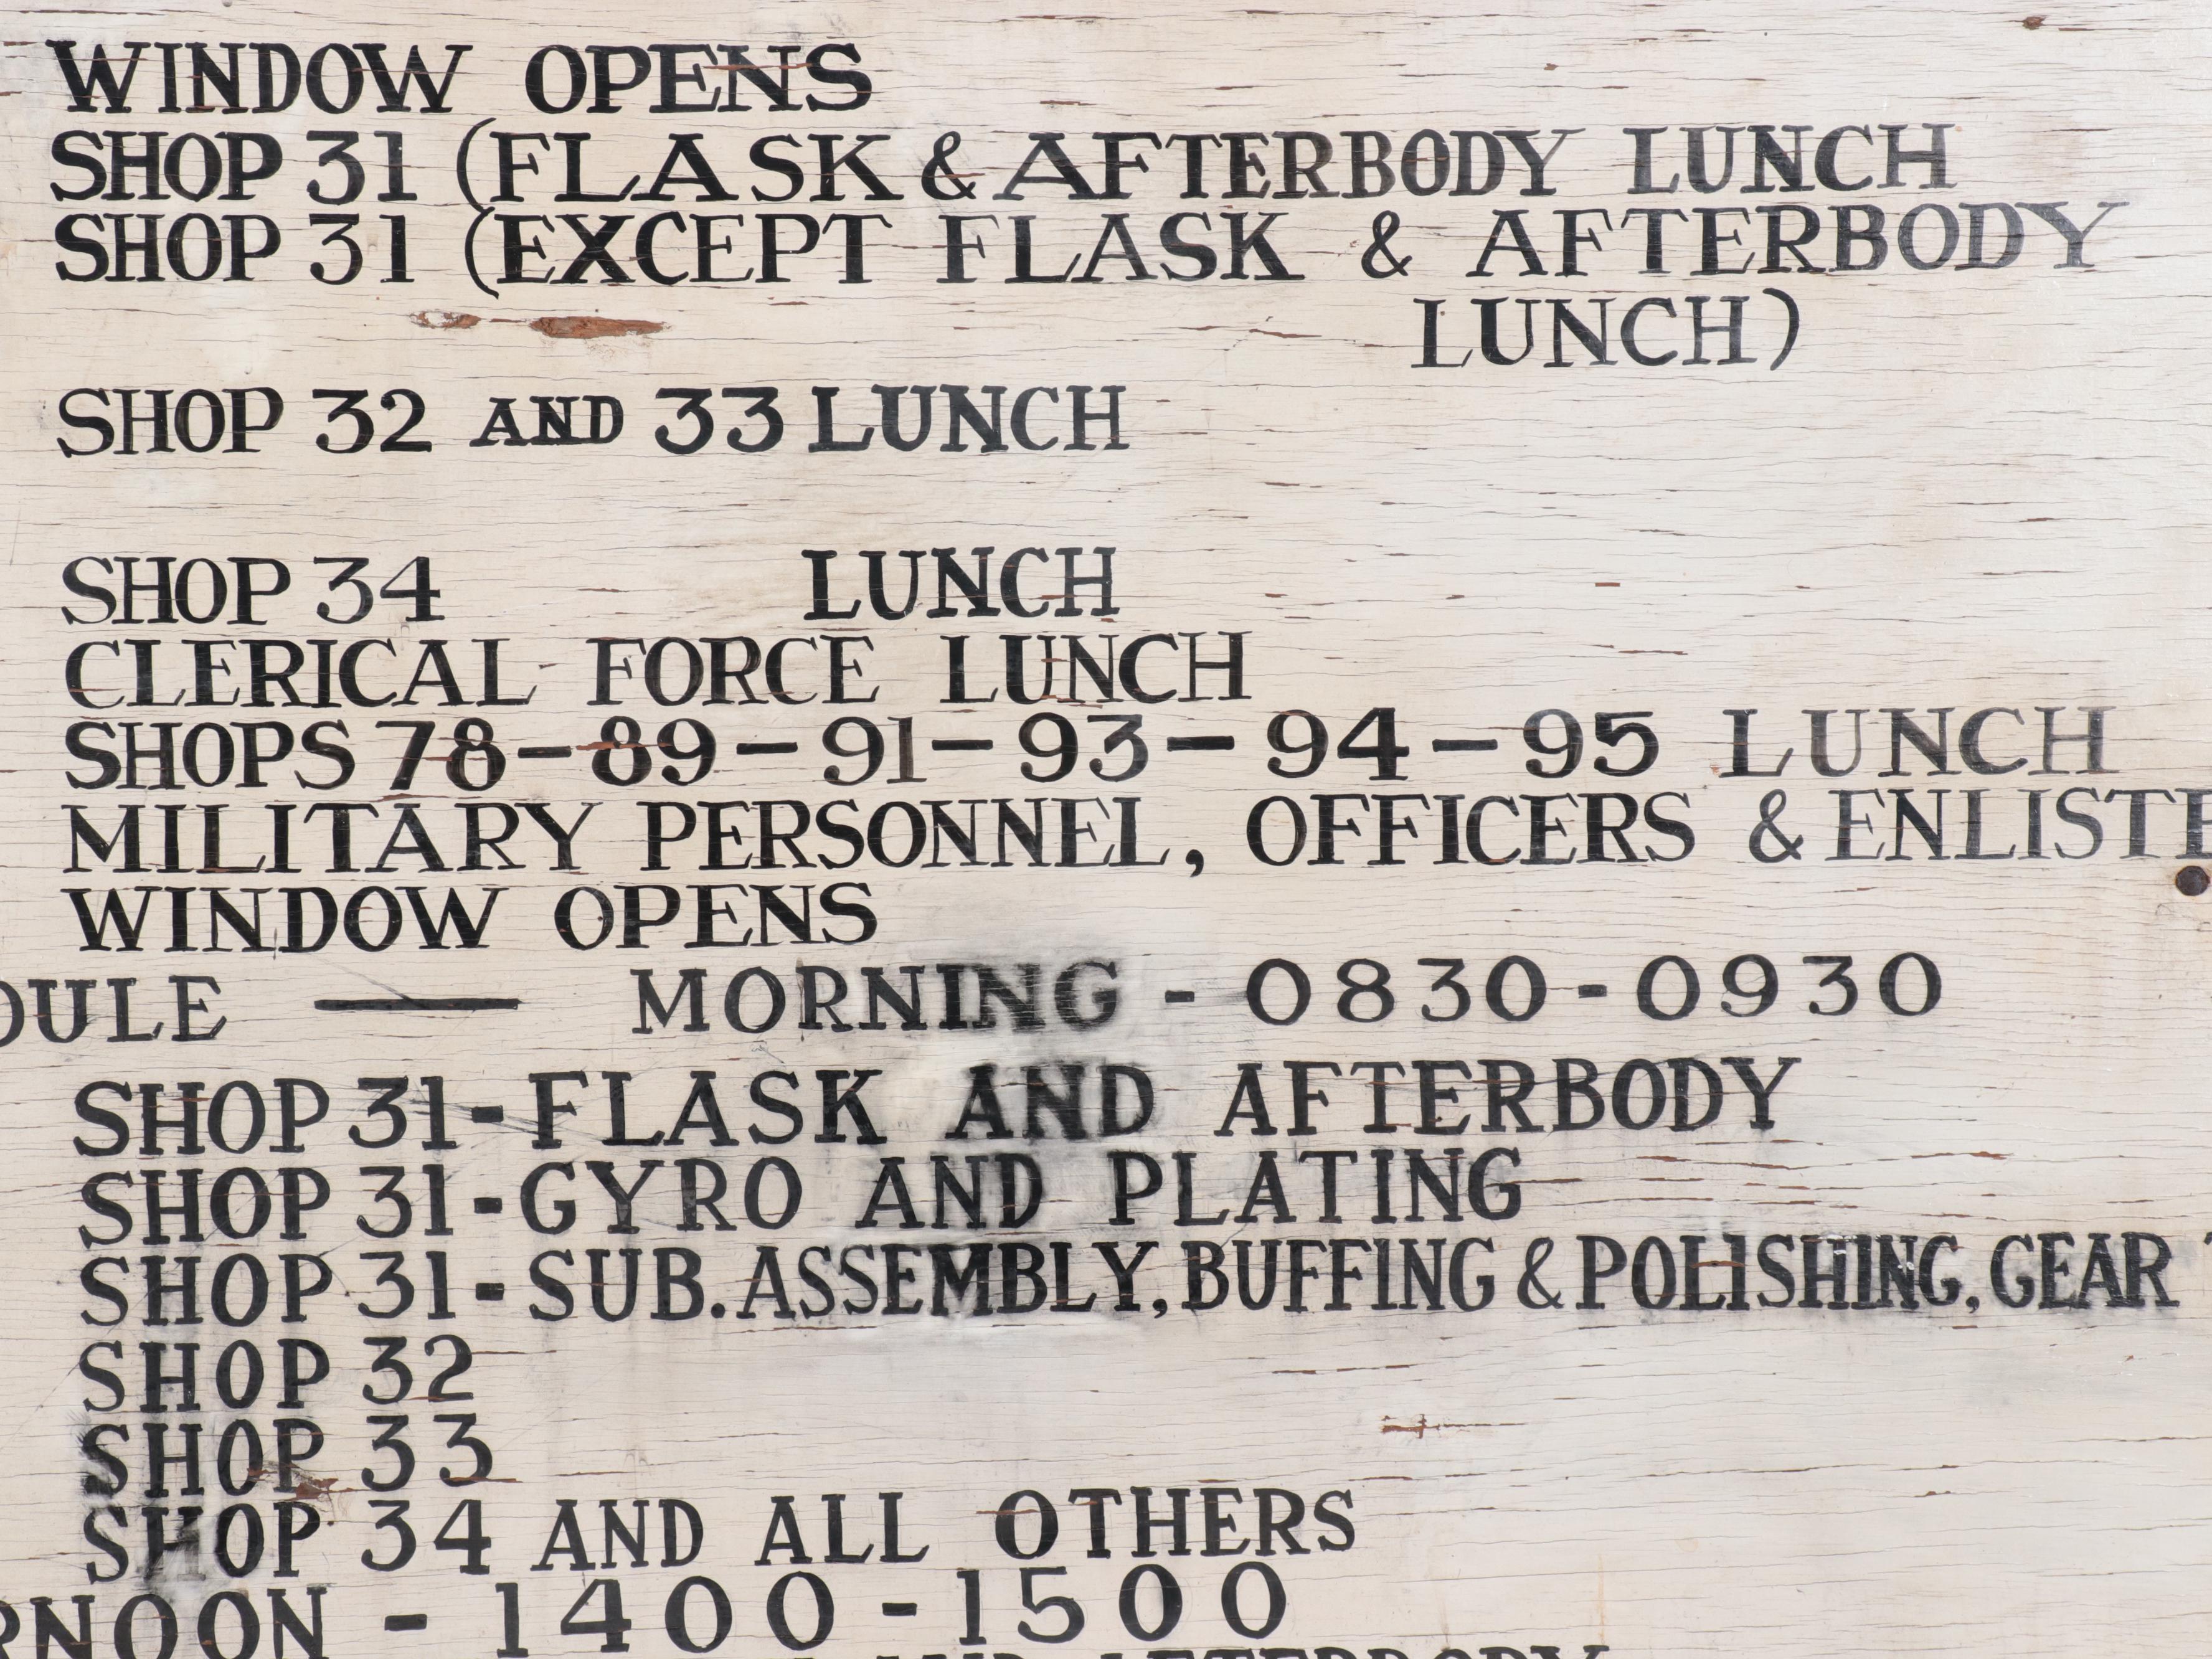 WINDOW OPENS
SHOP 31 (FLASK & AFTERBODY LUNCH
SHOP 31 (EXCEPT FLASK & AFTERBODY
LUNCH)
SHOP 32 AND 33 LUNCH
SHOP 34 LUNCH
CLERICAL FORCE LUNCH
SHOPS 78-89-91-93-94-95 LUNCH
MILITARY PERSONNEL, OFFICERS & ENLISTE
WINDOW OPENS
DULE — MORNING - 0830-0930
SHOP 31-FLASK AND AFTERBODY
SHOP 31-GYRO AND PLATING
SHOP 31-SUB. ASSEMBLY, BUFFING & POLISHING, GEAR
SHOP 32
SHOP 33
SHOP 34 AND ALL OTHERS
RNOON - 1400-1500
AND AFTERBODY